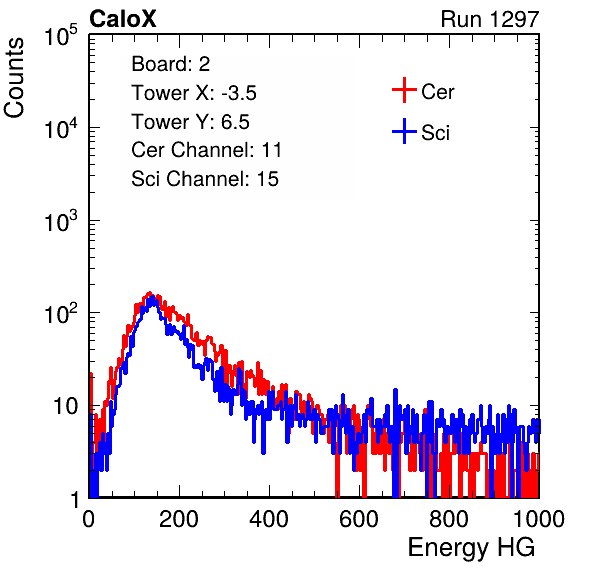 CaloX Run 1297
Counts
Board: 2
Tower X: -3.5
Tower Y: 6.5
Cer Channel: 11
Sci Channel: 15
Cer
Sci
10^5
10^4
10^3
10^2
10
1
0 200 400 600 800 1000
Energy HG